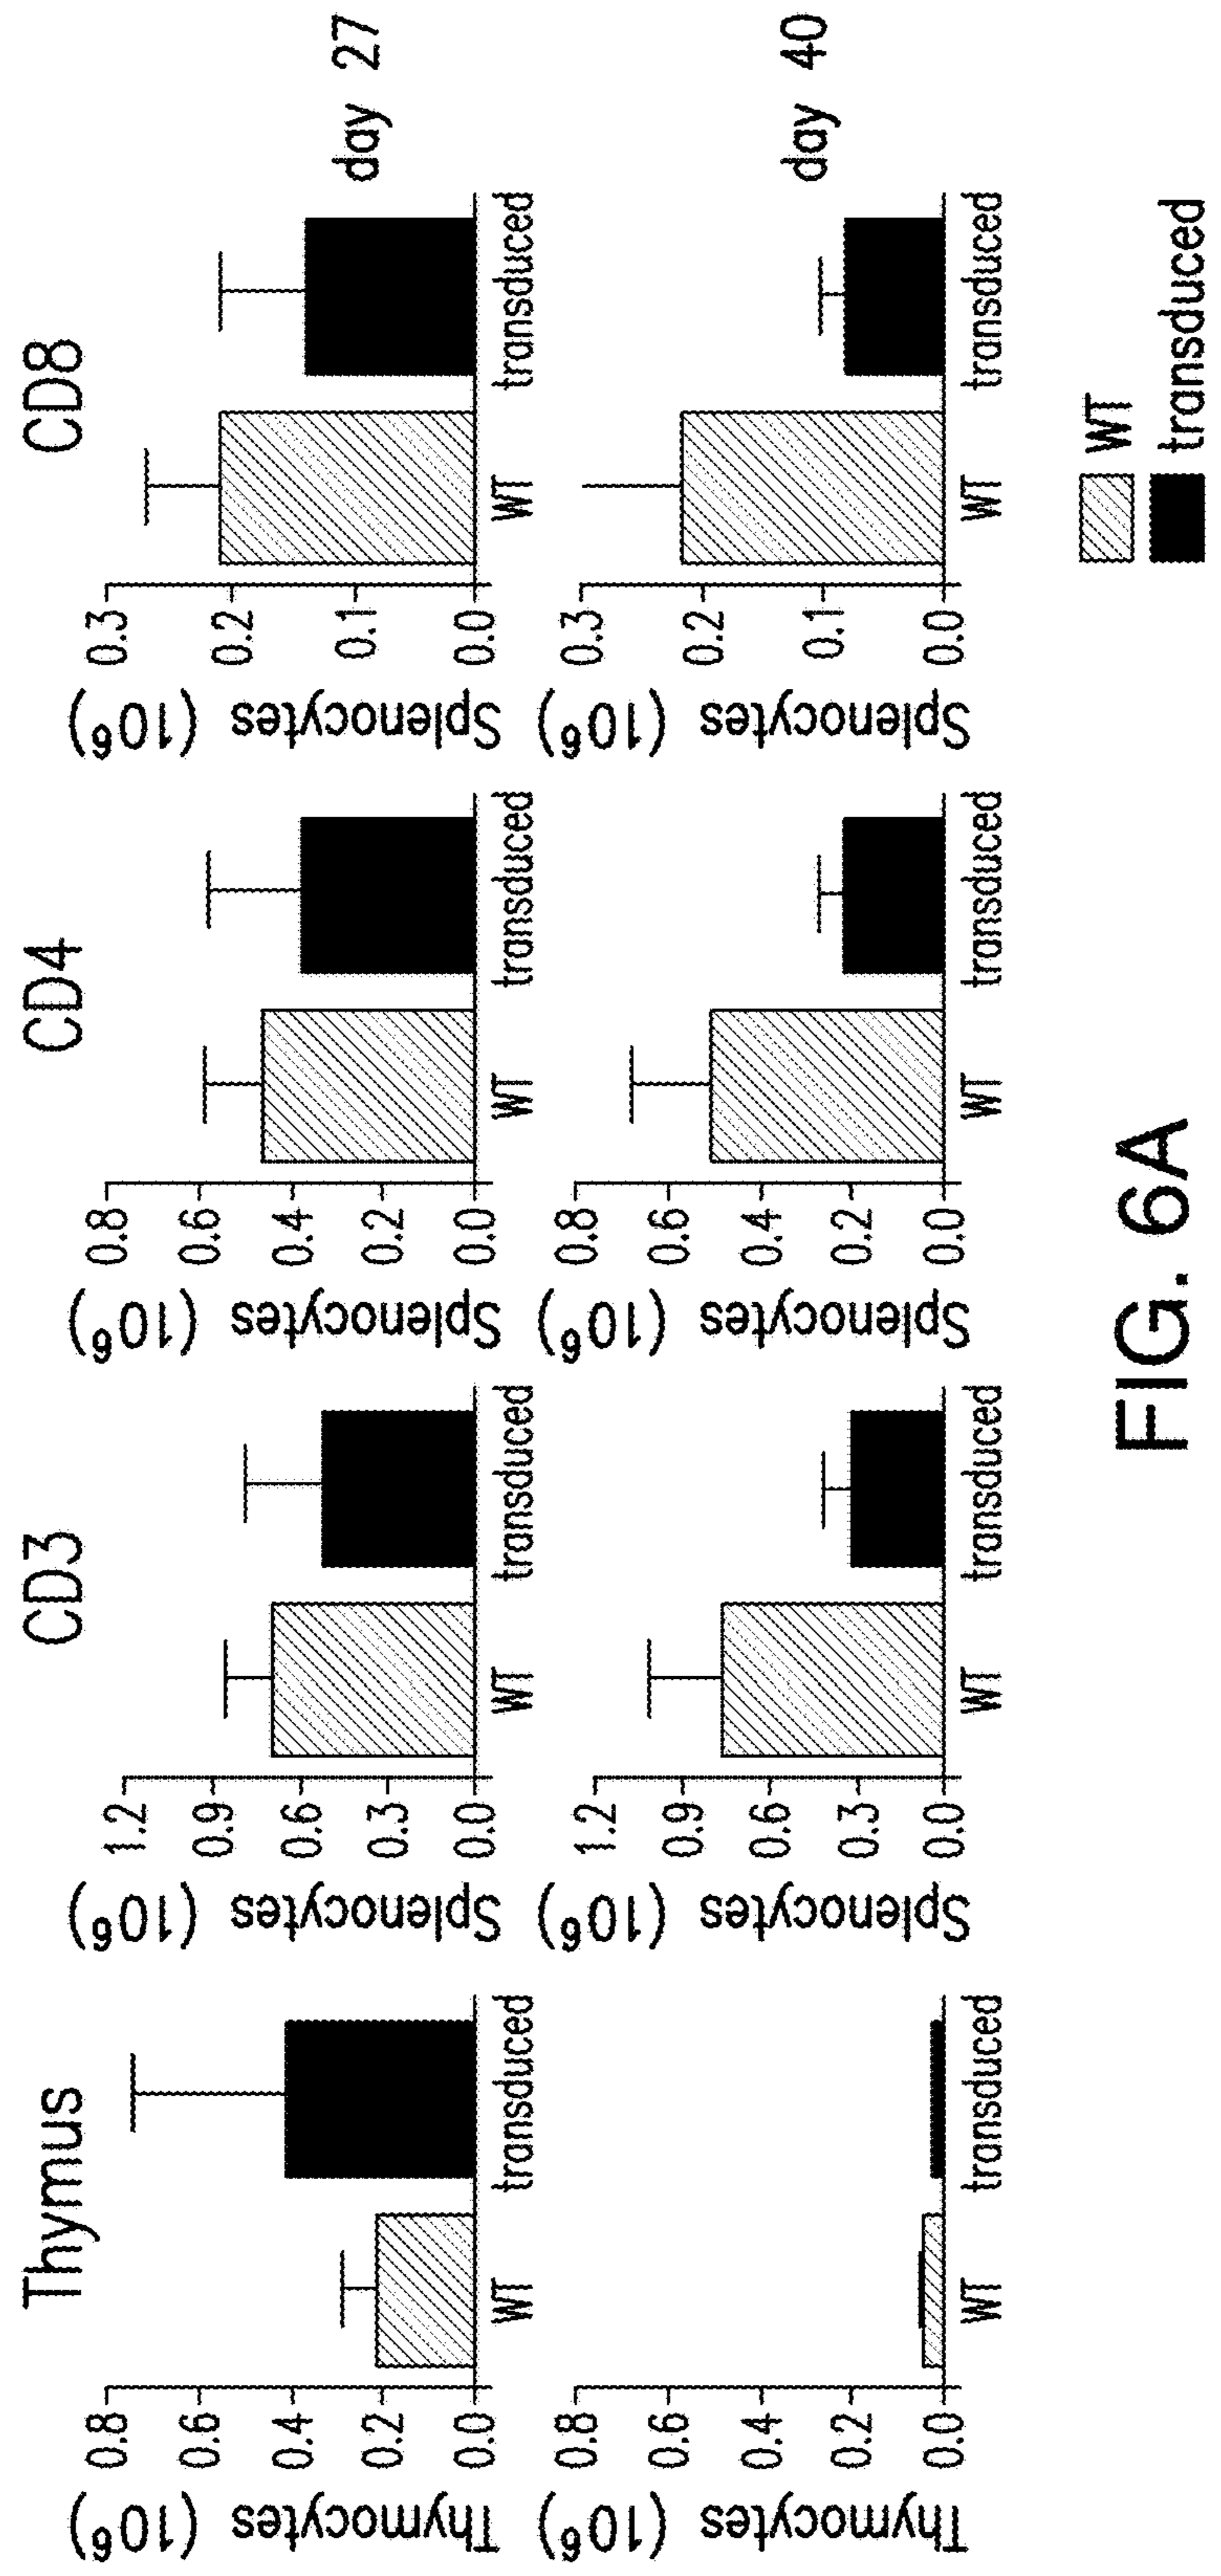 Thymus
CD3
CD4
CD8
Thymocytes (10⁶)
0.8
0.6
0.4
0.2
0.0
WT
transduced
Splenocytes (10⁶)
1.2
0.9
0.6
0.3
0.0
WT
transduced
Splenocytes (10⁶)
0.8
0.6
0.4
0.2
0.0
WT
transduced
Splenocytes (10⁶)
0.3
0.2
0.1
0.0
WT
transduced
day 27
Thymocytes (10⁶)
0.8
0.6
0.4
0.2
0.0
WT
transduced
Splenocytes (10⁶)
1.2
0.9
0.6
0.3
0.0
WT
transduced
Splenocytes (10⁶)
0.8
0.6
0.4
0.2
0.0
WT
transduced
Splenocytes (10⁶)
0.3
0.2
0.1
0.0
WT
transduced
day 40
WT
transduced
FIG. 6A